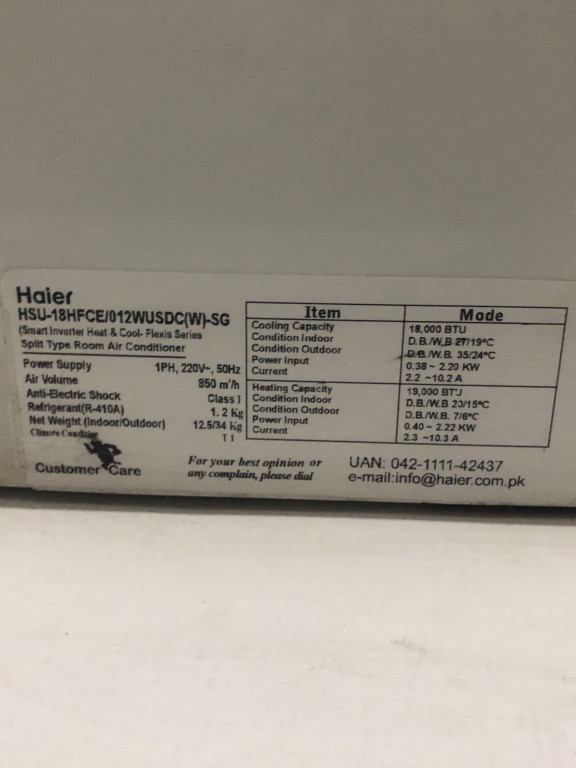 Haier
HSU-18HFCE/012WUSDC(W)-SG
(Smart Inverter Heat & Cool- Flexis Series
Split Type Room Air Conditioner
Power Supply 1PH, 220V~, 50Hz
Air Volume 850 m³/h
Anti-Electric Shock Class I
Refrigerant(R-410A) 1. 2 Kg
Net Weight (Indoor/Outdoor) 12.5/34 Kg
Climate Condition T 1
Item Mode
Cooling Capacity 18,000 BTU
Condition Indoor D.B./W.B 27/19°C
Condition Outdoor D.B./W.B. 35/24°C
Power Input 0.38 ~ 2.20 KW
Current 2.2 ~10.2 A
Heating Capacity 19,000 BTU
Condition Indoor D.B./W.B 23/15°C
Condition Outdoor D.B./W.B. 7/6°C
Power Input 0.40 ~ 2.22 KW
Current 2.3 ~10.3 A
Customer Care
For your best opinion or
any complain, please dial
UAN: 042-1111-42437
e-mail:info@haier.com.pk